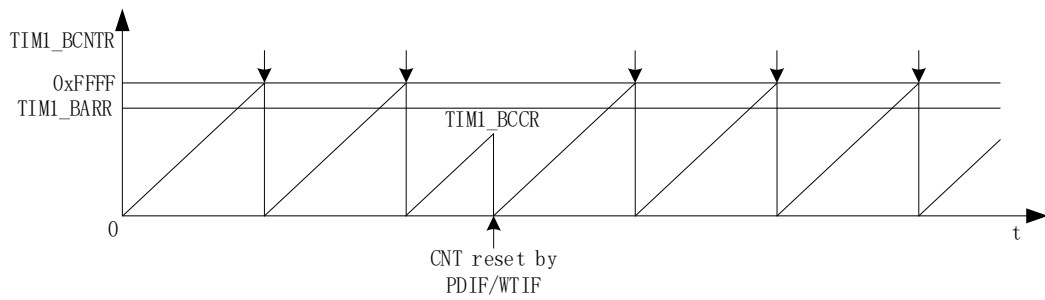 TIM1_BCNTR
0xFFFF
TIM1_BARR
TIM1_BCCR
0
t
CNT reset by
PDIF/WTIF